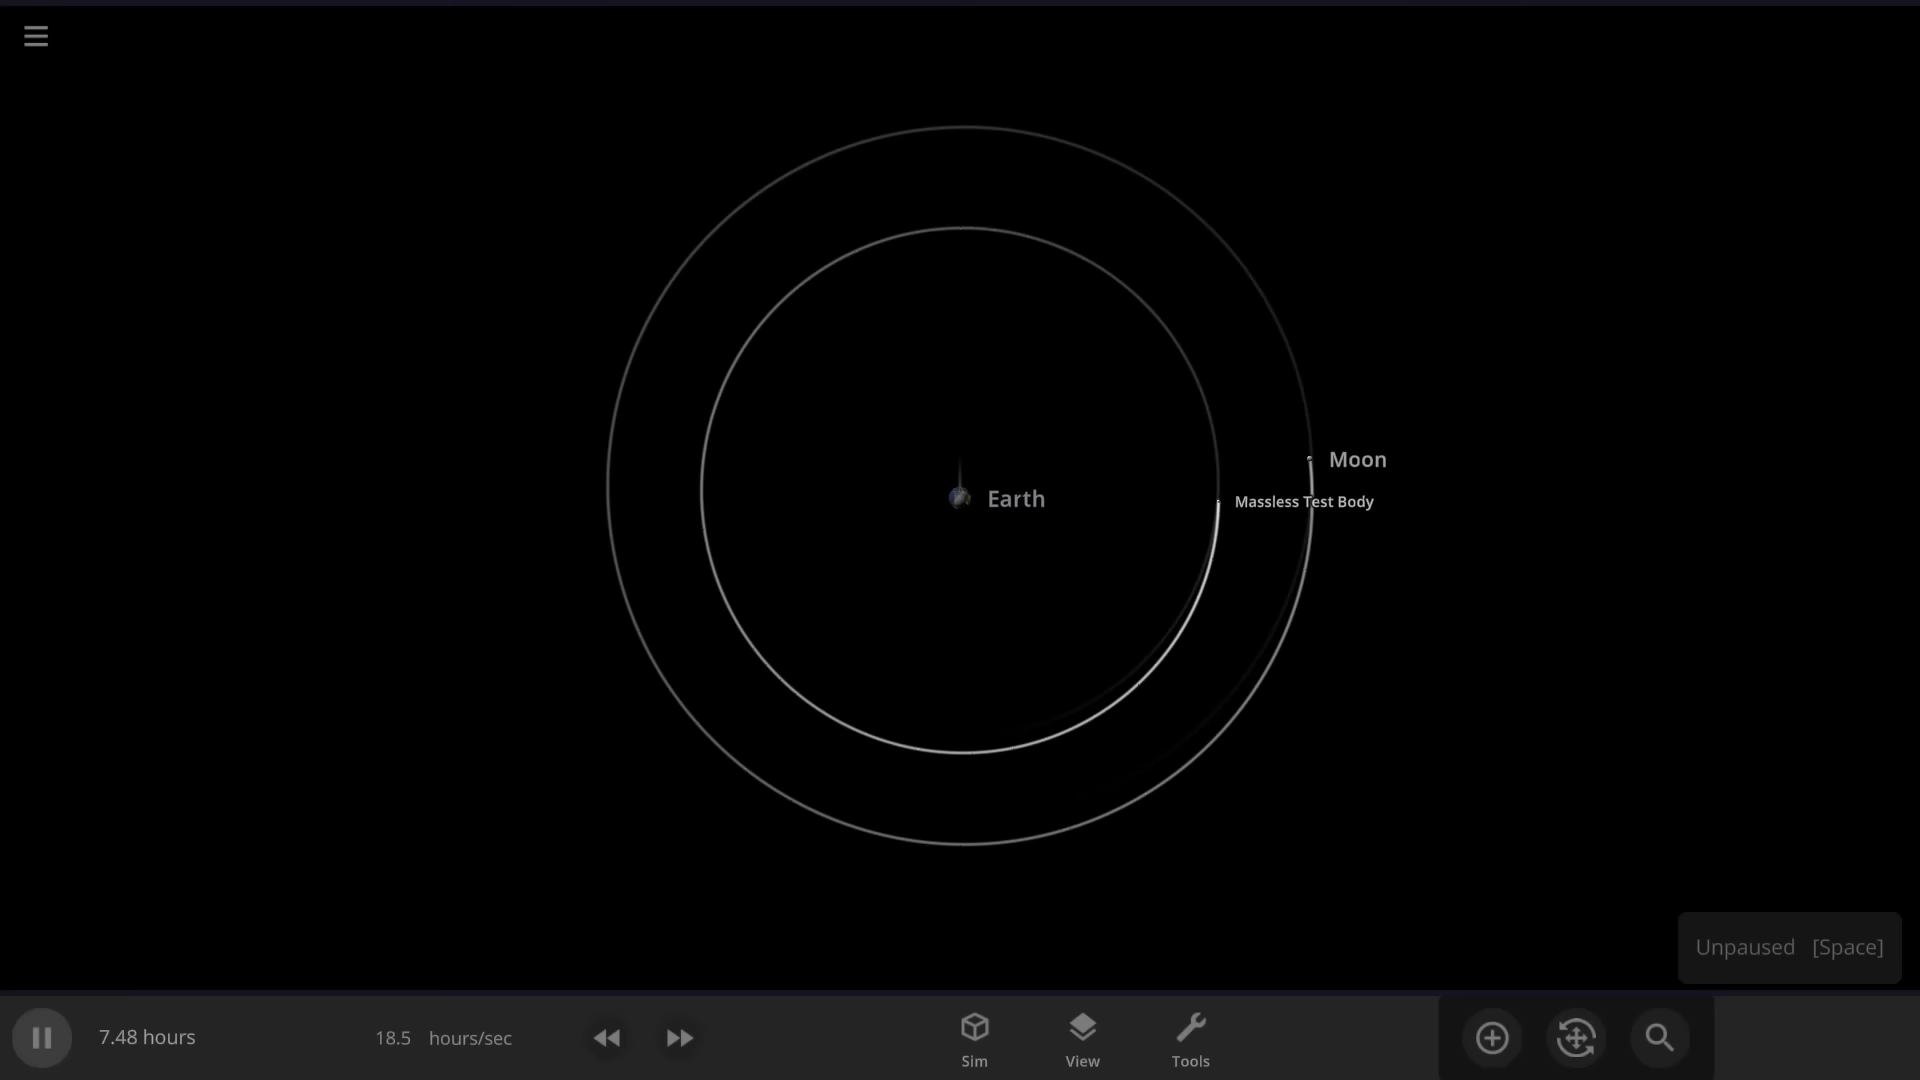 Moon
Earth
Massless Test Body
Unpaused [Space]
7.48 hours
18.5 hours/sec
Sim
View
Tools